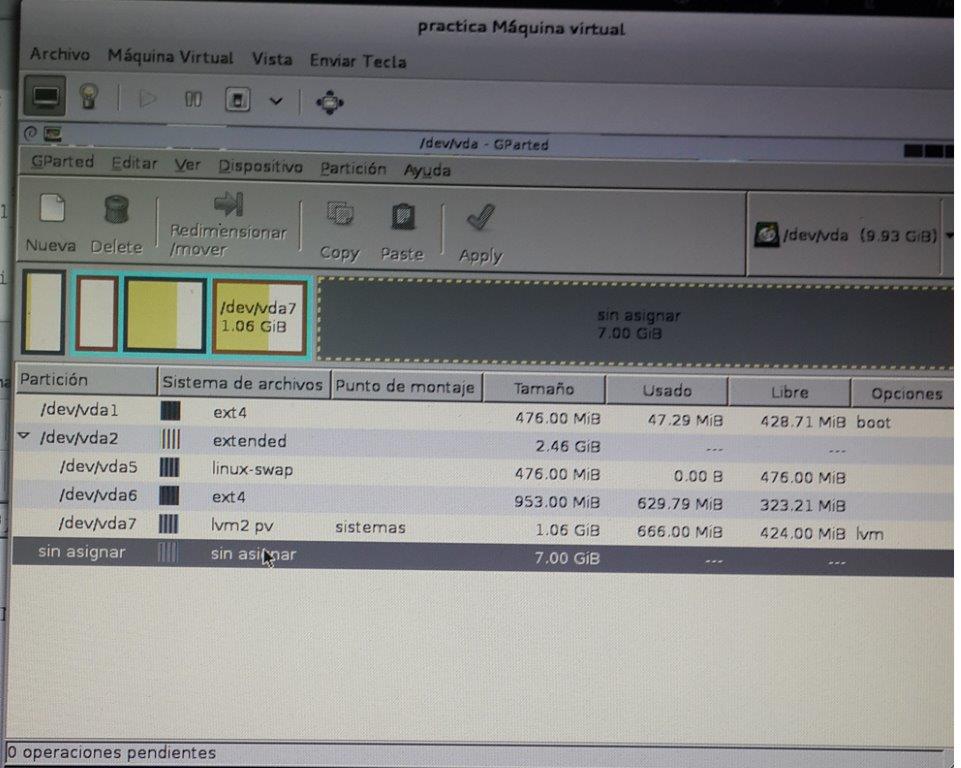 practica Máquina virtual
Archivo Máquina Virtual Vista Enviar Tecla
/dev/vda - GParted
GParted Editar Ver Dispositivo Partición Ayuda
Nueva Delete Redimensionar /mover Copy Paste Apply /dev/vda (9.93 GiB)
/dev/vda7
1.06 GiB
sin asignar
7.00 GiB
Partición Sistema de archivos Punto de montaje Tamaño Usado Libre Opciones
/dev/vda1 ext4 476.00 MiB 47.29 MiB 428.71 MiB boot
/dev/vda2 extended 2.46 GiB --- ---
/dev/vda5 linux-swap 476.00 MiB 0.00 B 476.00 MiB
/dev/vda6 ext4 953.00 MiB 629.79 MiB 323.21 MiB
/dev/vda7 lvm2 pv sistemas 1.06 GiB 666.00 MiB 424.00 MiB lvm
sin asignar sin asignar 7.00 GiB --- ---
0 operaciones pendientes